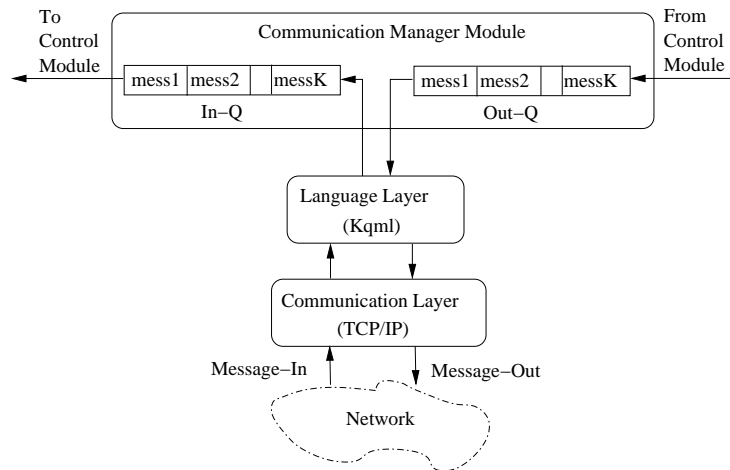 To
Control
Module
Communication Manager Module
From
Control
Module
mess1 mess2 messK
In−Q
mess1 mess2 messK
Out−Q
Language Layer
(Kqml)
Communication Layer
(TCP/IP)
Message−In
Message−Out
Network